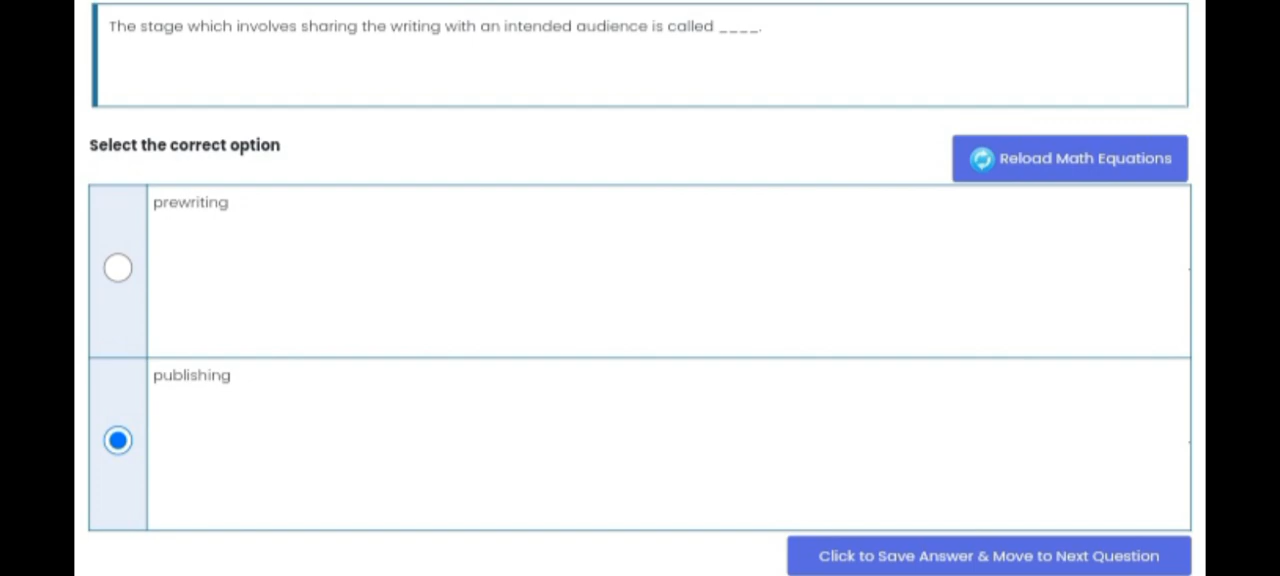 The stage which involves sharing the writing with an intended audience is called ____.
Select the correct option
Reload Math Equations
prewriting
publishing
Click to Save Answer & Move to Next Question